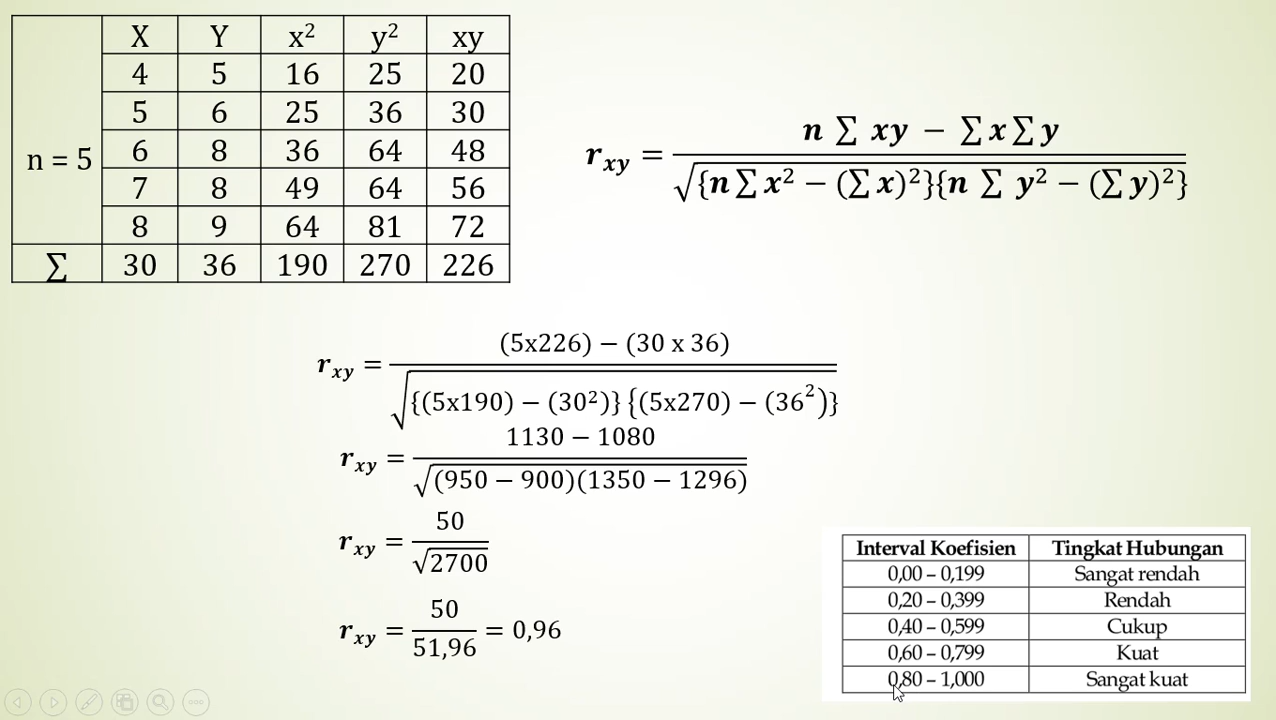 n = 5
X Y x² y² xy
4 5 16 25 20
5 6 25 36 30
6 8 36 64 48
7 8 49 64 56
8 9 64 81 72
∑ 30 36 190 270 226
r_xy = (n ∑ xy − ∑x∑y) / √({n∑x² − (∑x)²}{n ∑ y² − (∑y)²})
r_xy = ((5x226) − (30 x 36)) / √({(5x190) − (30²)} {(5x270) − (36²)})
r_xy = (1130 − 1080) / √((950 − 900)(1350 − 1296))
r_xy = 50 / √2700
r_xy = 50 / 51,96 = 0,96
Interval Koefisien Tingkat Hubungan
0,00 – 0,199 Sangat rendah
0,20 – 0,399 Rendah
0,40 – 0,599 Cukup
0,60 – 0,799 Kuat
0,80 – 1,000 Sangat kuat